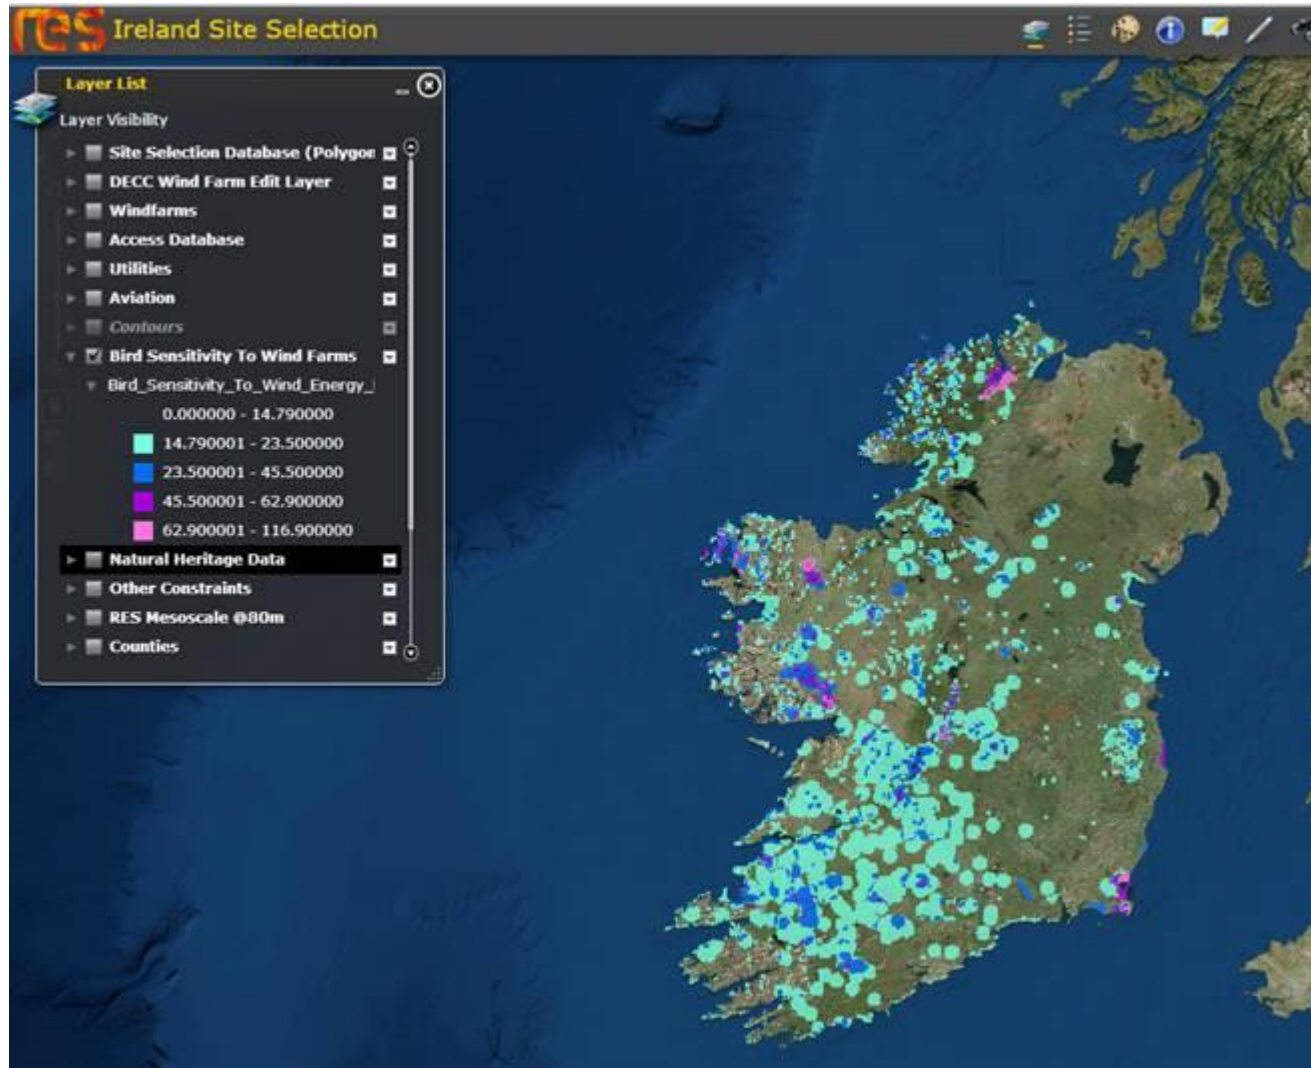 res Ireland Site Selection
Layer List
Layer Visibility
Site Selection Database (Polygon
DECC Wind Farm Edit Layer
Windfarms
Access Database
Utilities
Aviation
Contours
Bird Sensitivity To Wind Farms
Bird_Sensitivity_To_Wind_Energy_
0.000000 - 14.790000
14.790001 - 23.500000
23.500001 - 45.500000
45.500001 - 62.900000
62.900001 - 116.900000
Natural Heritage Data
Other Constraints
RES Mesoscale @80m
Counties